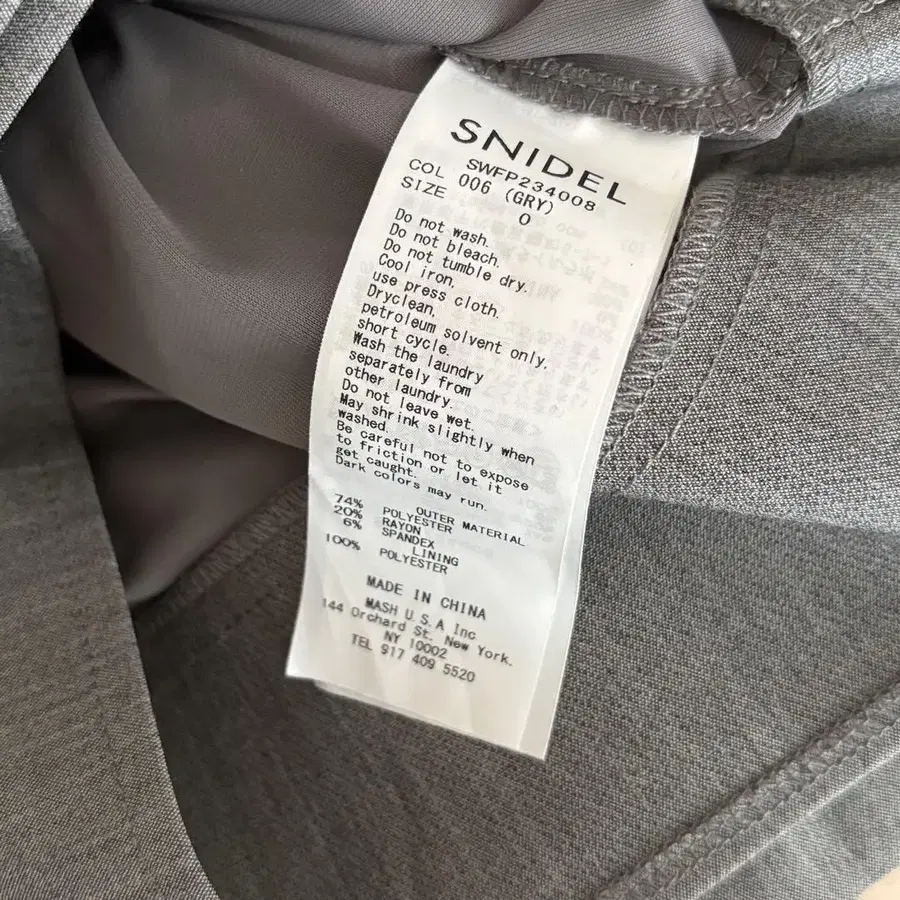 SNIDEL
SWFP234008
COL 006 (GRY)
SIZE 0
Do not wash.
Do not bleach.
Do not tumble dry.
Cool iron,
use press cloth.
Dryclean,
petroleum solvent only,
short cycle.
Wash the laundry
separately from
other laundry.
Do not leave wet.
May shrink slightly when
washed.
Be careful not to expose
to friction or let it
get caught.
Dark colors may run.
OUTER MATERIAL
74% POLYESTER
20% RAYON
6% SPANDEX
LINING
100% POLYESTER
MADE IN CHINA
MASH U.S.A Inc
144 Orchard St. New York.
NY 10002
TEL 917 409 5520